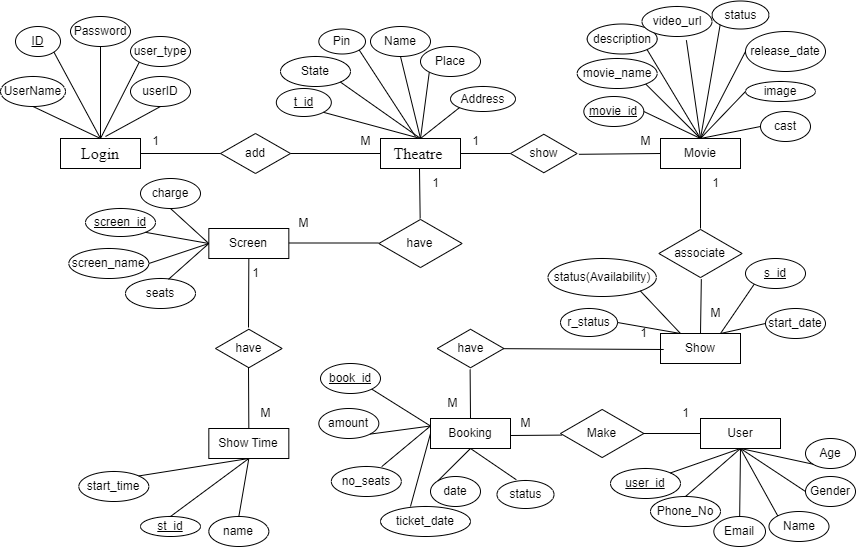 ID
Password
user_type
UserName
userID
Login
1
add
M
Pin
Name
State
Place
t_id
Address
Theatre
1
show
M
video_url
status
description
release_date
movie_name
image
movie_id
cast
Movie
1
1
charge
screen_id
screen_name
seats
Screen
M
have
1
have
M
Show Time
start_time
st_id
name
associate
M
status(Availability)
s_id
r_status
start_date
1
Show
have
M
book_id
amount
no_seats
ticket_date
date
status
Booking
M
Make
1
User
Age
user_id
Gender
Phone_No
Email
Name